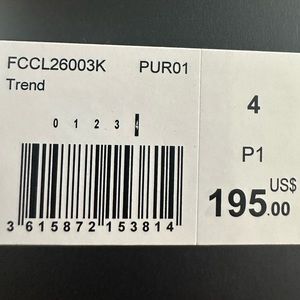 FCCL26003K PUR01
Trend
0 1 2 3 4
3 615872 153814
4
P1
US$
195.00